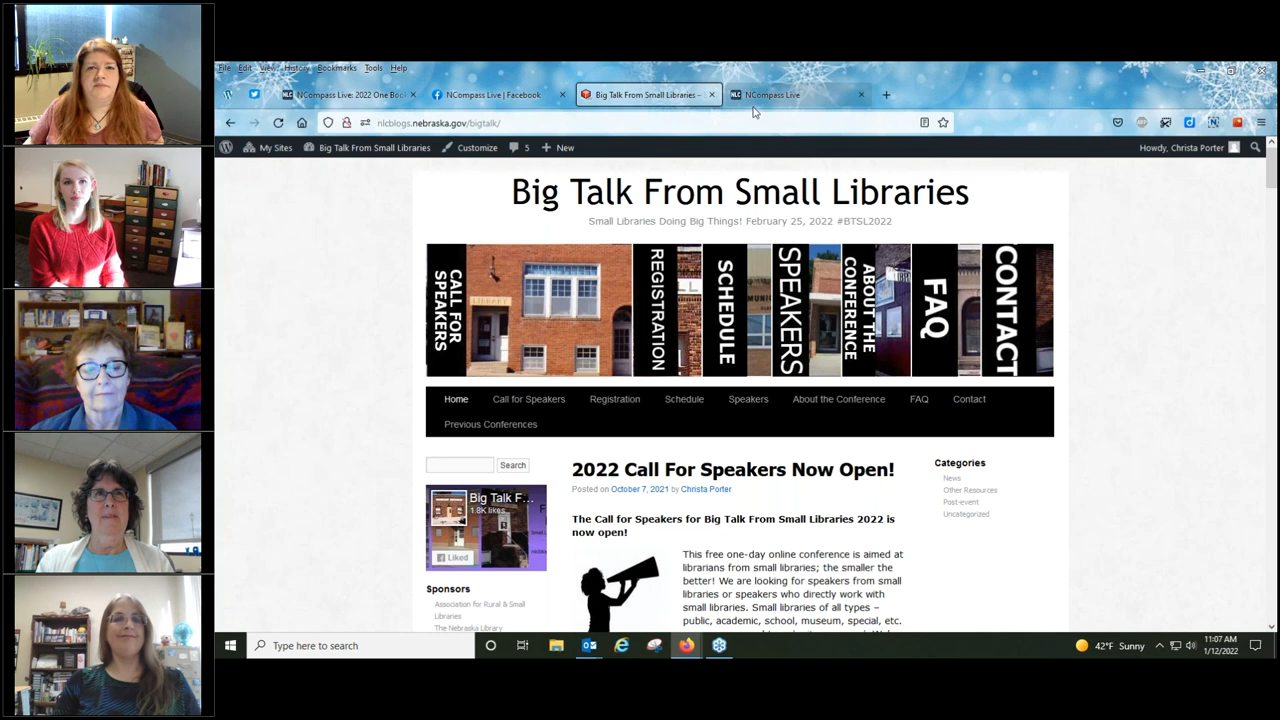 File Edit View History Bookmarks Tools Help
NCompass Live: 2022 One Boo
NCompass Live | Facebook
Big Talk From Small Libraries –
NCompass Live
nlcblogs.nebraska.gov/bigtalk/
My Sites Big Talk From Small Libraries Customize 5 New Howdy, Christa Porter
Big Talk From Small Libraries
Small Libraries Doing Big Things! February 25, 2022 #BTSL2022
CALL FOR SPEAKERS
LIBRARY
REGISTRATION
SCHEDULE
SPEAKERS
ABOUT THE CONFERENCE
FAQ
CONTACT
Home Call for Speakers Registration Schedule Speakers About the Conference FAQ Contact
Previous Conferences
Search
Big Talk F...
1.8K likes
Liked
Sponsors
Association for Rural & Small
Libraries
The Nebraska Library
2022 Call For Speakers Now Open!
Posted on October 7, 2021 by Christa Porter
The Call for Speakers for Big Talk From Small Libraries 2022 is
now open!
This free one-day online conference is aimed at
librarians from small libraries; the smaller the
better! We are looking for speakers from small
libraries or speakers who directly work with
small libraries. Small libraries of all types –
public, academic, school, museum, special, etc.
Categories
News
Other Resources
Post-event
Uncategorized
Type here to search
42°F Sunny
11:07 AM
1/12/2022